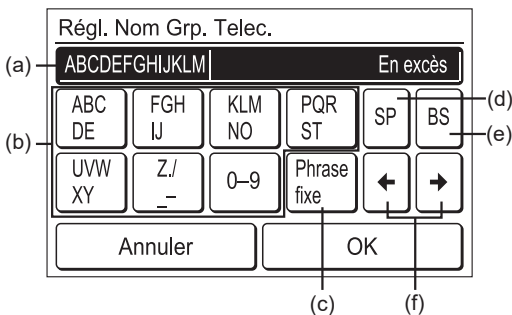 Régl. Nom Grp. Telec.
(a) ABCDEFGHIJKLM En excès
(b)
ABC DE
FGH IJ
KLM NO
PQR ST
SP
(d)
BS
(e)
UVW XY
Z./ _–
0–9
Phrase fixe
Annuler
OK
(c)
(f)